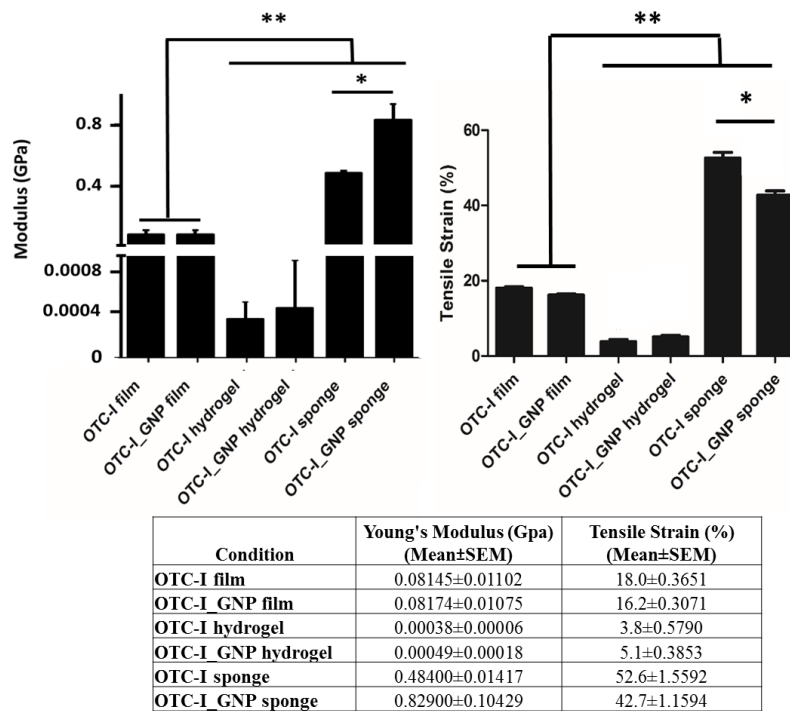 **
*
Modulus (GPa)
0.8
0.4
0.0008
0.0004
0
OTC-I film
OTC-I_GNP film
OTC-I hydrogel
OTC-I_GNP hydrogel
OTC-I sponge
OTC-I_GNP sponge
**
*
Tensile Strain (%)
60
40
20
0
OTC-I film
OTC-I_GNP film
OTC-I hydrogel
OTC-I_GNP hydrogel
OTC-I sponge
OTC-I_GNP sponge
Condition Young's Modulus (Gpa) (Mean±SEM) Tensile Strain (%) (Mean±SEM)
OTC-I film 0.08145±0.01102 18.0±0.3651
OTC-I_GNP film 0.08174±0.01075 16.2±0.3071
OTC-I hydrogel 0.00038±0.00006 3.8±0.5790
OTC-I_GNP hydrogel 0.00049±0.00018 5.1±0.3853
OTC-I sponge 0.48400±0.01417 52.6±1.5592
OTC-I_GNP sponge 0.82900±0.10429 42.7±1.1594